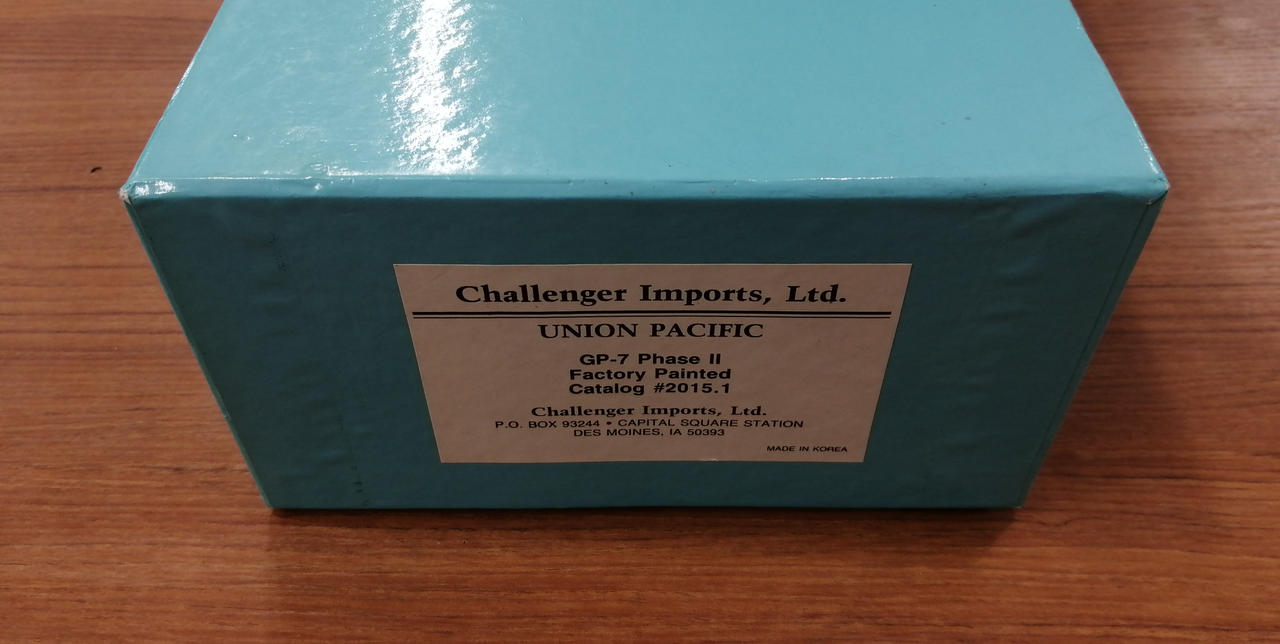 Challenger Imports, Ltd.
UNION PACIFIC
GP-7 Phase II
Factory Painted
Catalog #2015.1
Challenger Imports, Ltd.
P.O. BOX 93244 • CAPITAL SQUARE STATION
DES MOINES, IA 50393
MADE IN KOREA